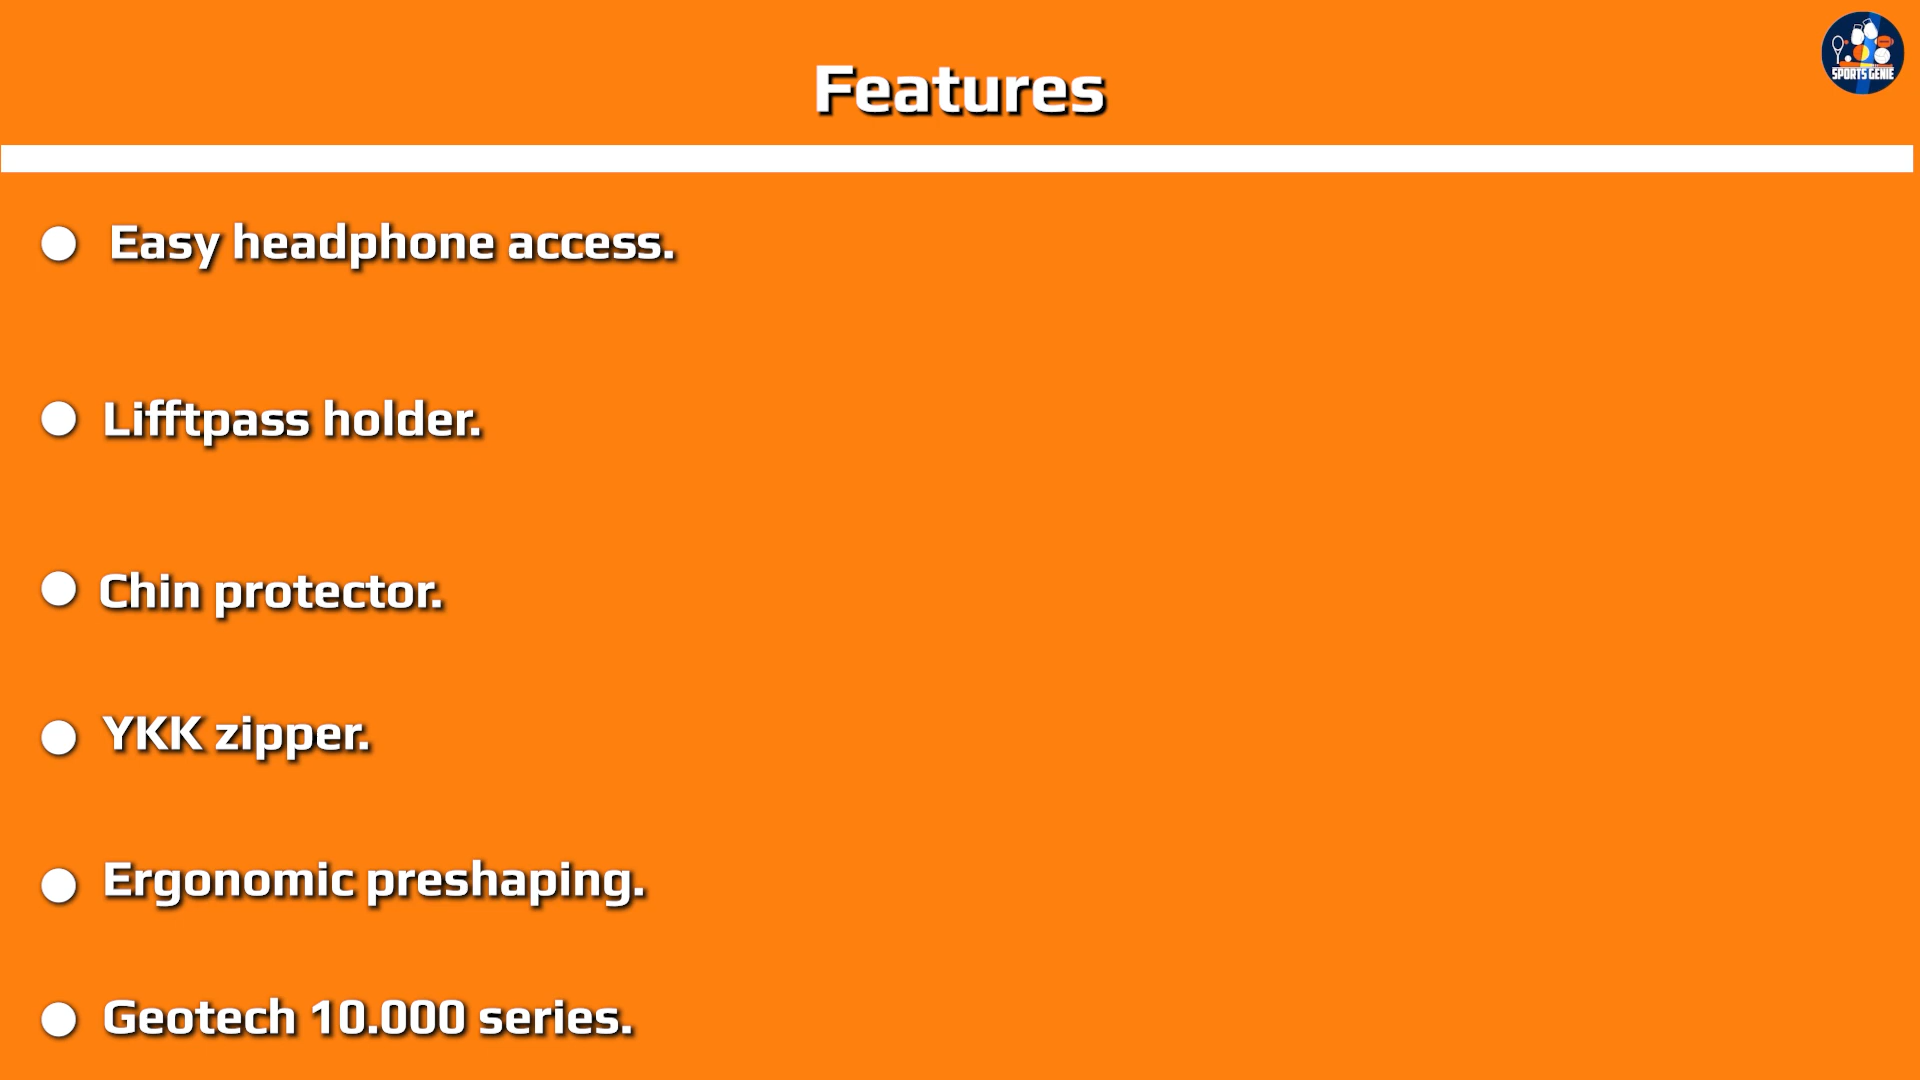 SPORTS GENIE
Features
Easy headphone access.
Lifftpass holder.
Chin protector.
YKK zipper.
Ergonomic preshaping.
Geotech 10.000 series.